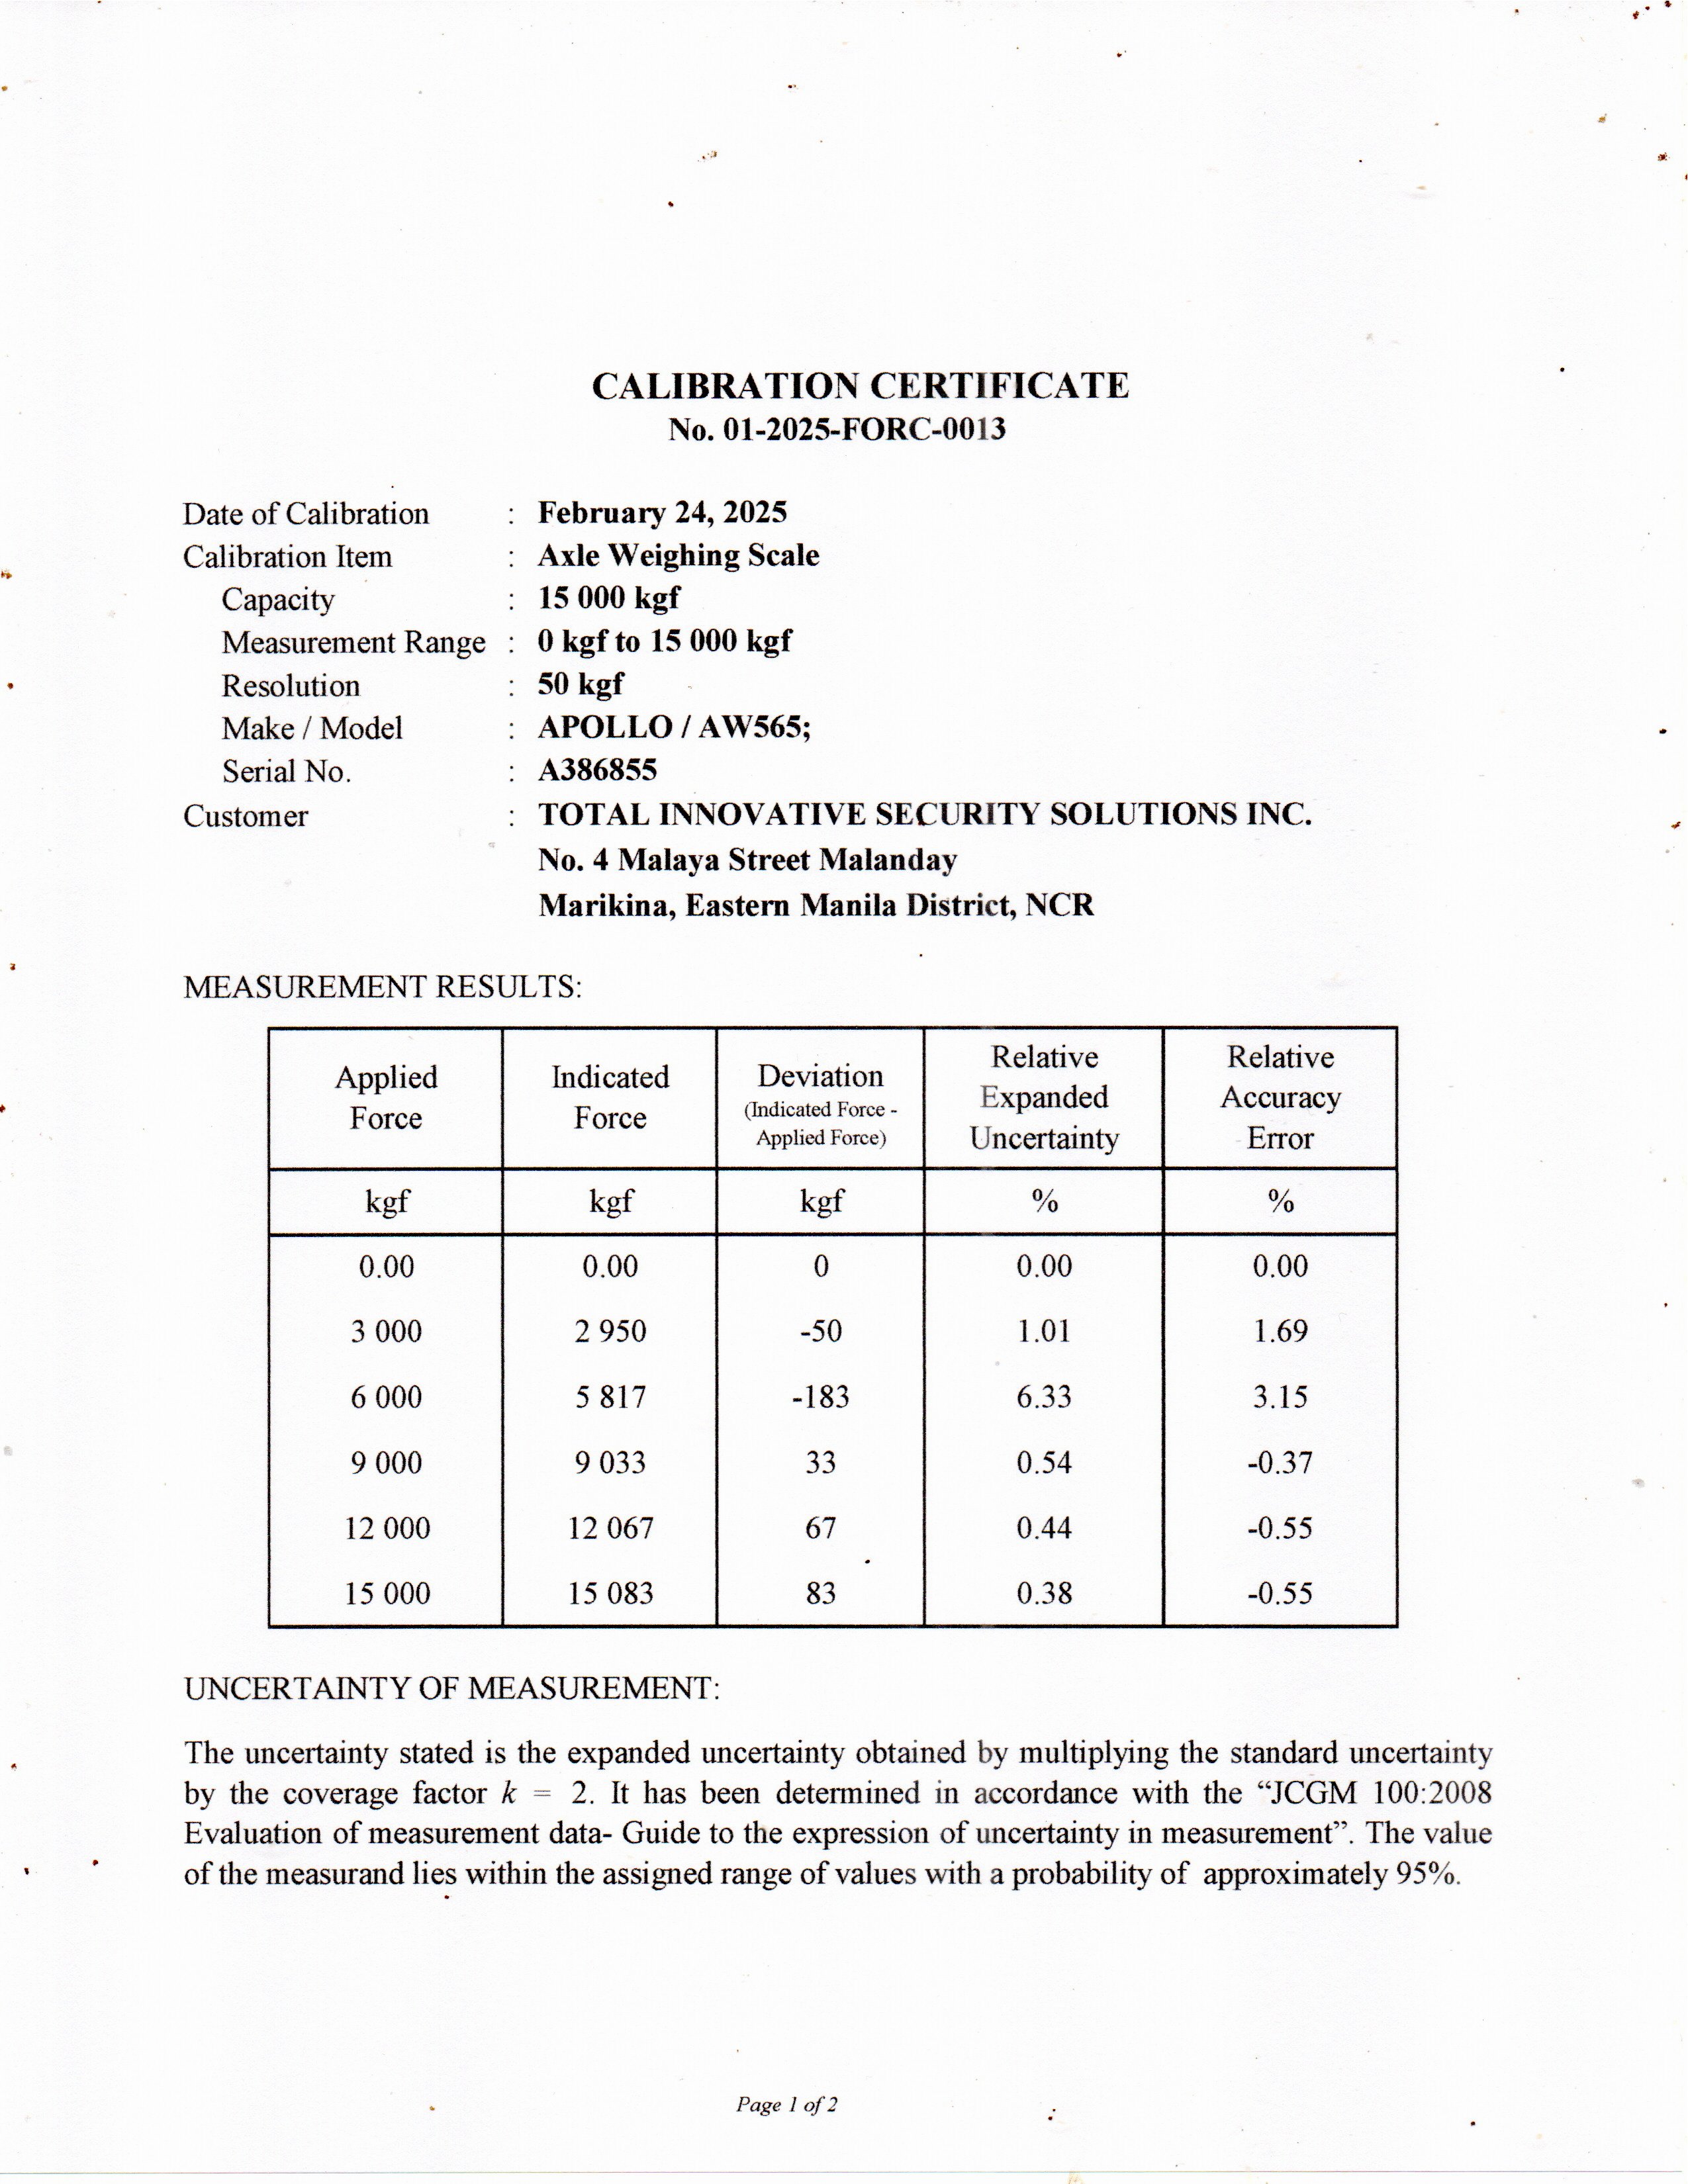 CALIBRATION CERTIFICATE
No. 01-2025-FORC-0013
Date of Calibration : February 24, 2025
Calibration Item : Axle Weighing Scale
Capacity : 15 000 kgf
Measurement Range : 0 kgf to 15 000 kgf
Resolution : 50 kgf
Make / Model : APOLLO / AW565;
Serial No. : A386855
Customer : TOTAL INNOVATIVE SECURITY SOLUTIONS INC.
No. 4 Malaya Street Malanday
Marikina, Eastern Manila District, NCR
MEASUREMENT RESULTS:
Applied Force Indicated Force Deviation (Indicated Force - Applied Force) Relative Expanded Uncertainty Relative Accuracy Error
kgf kgf kgf % %
0.00 0.00 0 0.00 0.00
3 000 2 950 -50 1.01 1.69
6 000 5 817 -183 6.33 3.15
9 000 9 033 33 0.54 -0.37
12 000 12 067 67 0.44 -0.55
15 000 15 083 83 0.38 -0.55
UNCERTAINTY OF MEASUREMENT:
The uncertainty stated is the expanded uncertainty obtained by multiplying the standard uncertainty
by the coverage factor k = 2. It has been determined in accordance with the “JCGM 100:2008
Evaluation of measurement data- Guide to the expression of uncertainty in measurement”. The value
of the measurand lies within the assigned range of values with a probability of approximately 95%.
Page 1 of 2